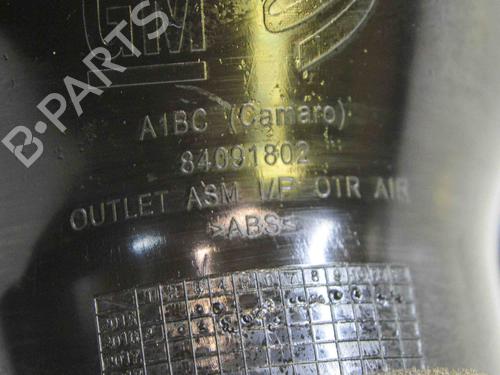 GM
A1BC (Camaro)
84091802
OUTLET ASM I/P OTR AIR
>ABS<
B-PARTS